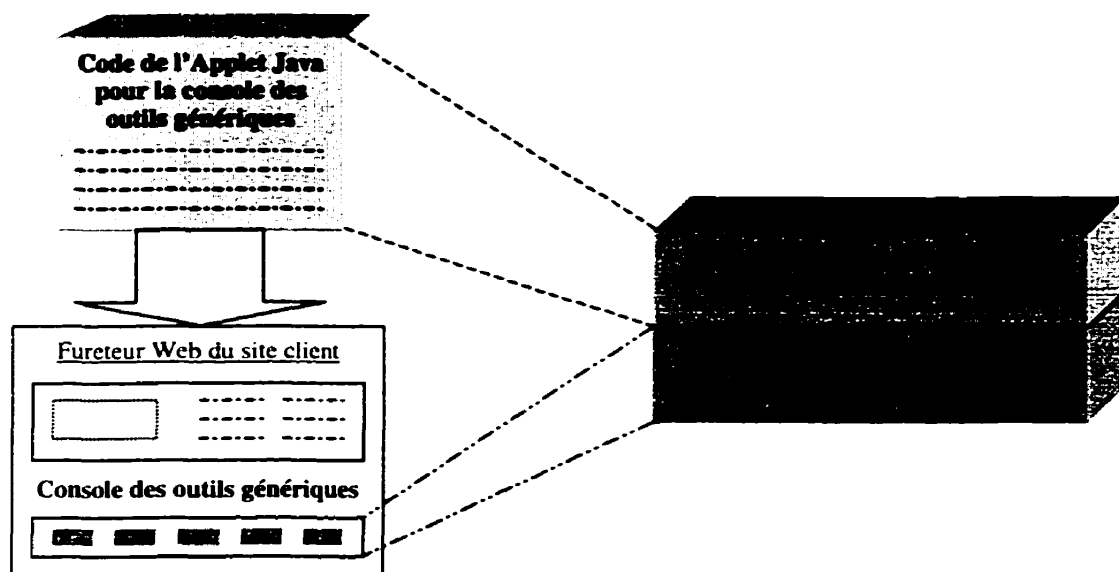 Code de l'Applet Java
pour la console des
outils génériques
Fureteur Web du site client
Console des outils génériques